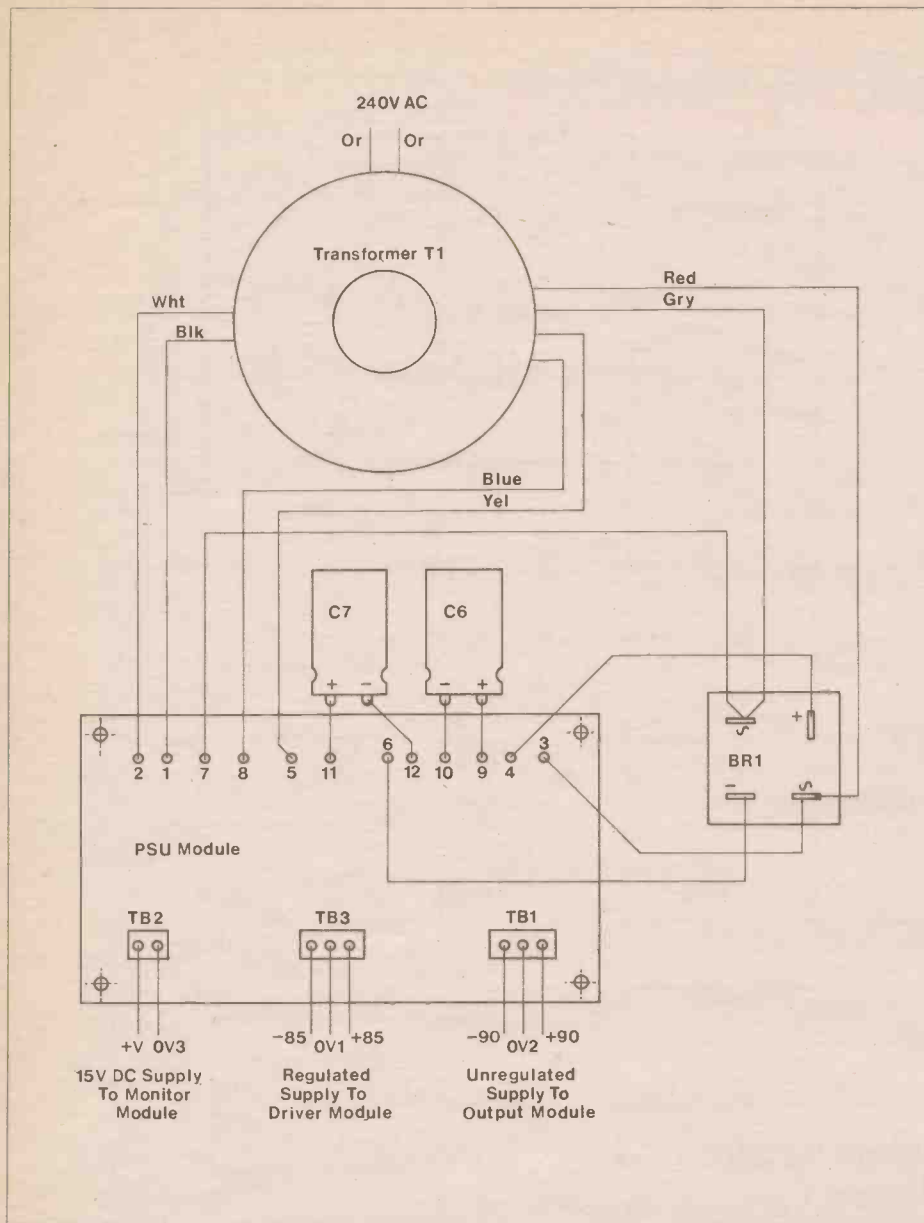 240V AC
Or Or
Transformer T1
Wht
Blk
Red
Gry
Blue
Yel
C7
C6
+ -
- +
2 1 7 8 5 11 6 12 10 9 4 3
+
BR1
-
PSU Module
TB2
TB3
TB1
+V 0V3
-85 0V1 +85
-90 0V2 +90
15V DC Supply
To Monitor
Module
Regulated
Supply To
Driver Module
Unregulated
Supply To
Output Module